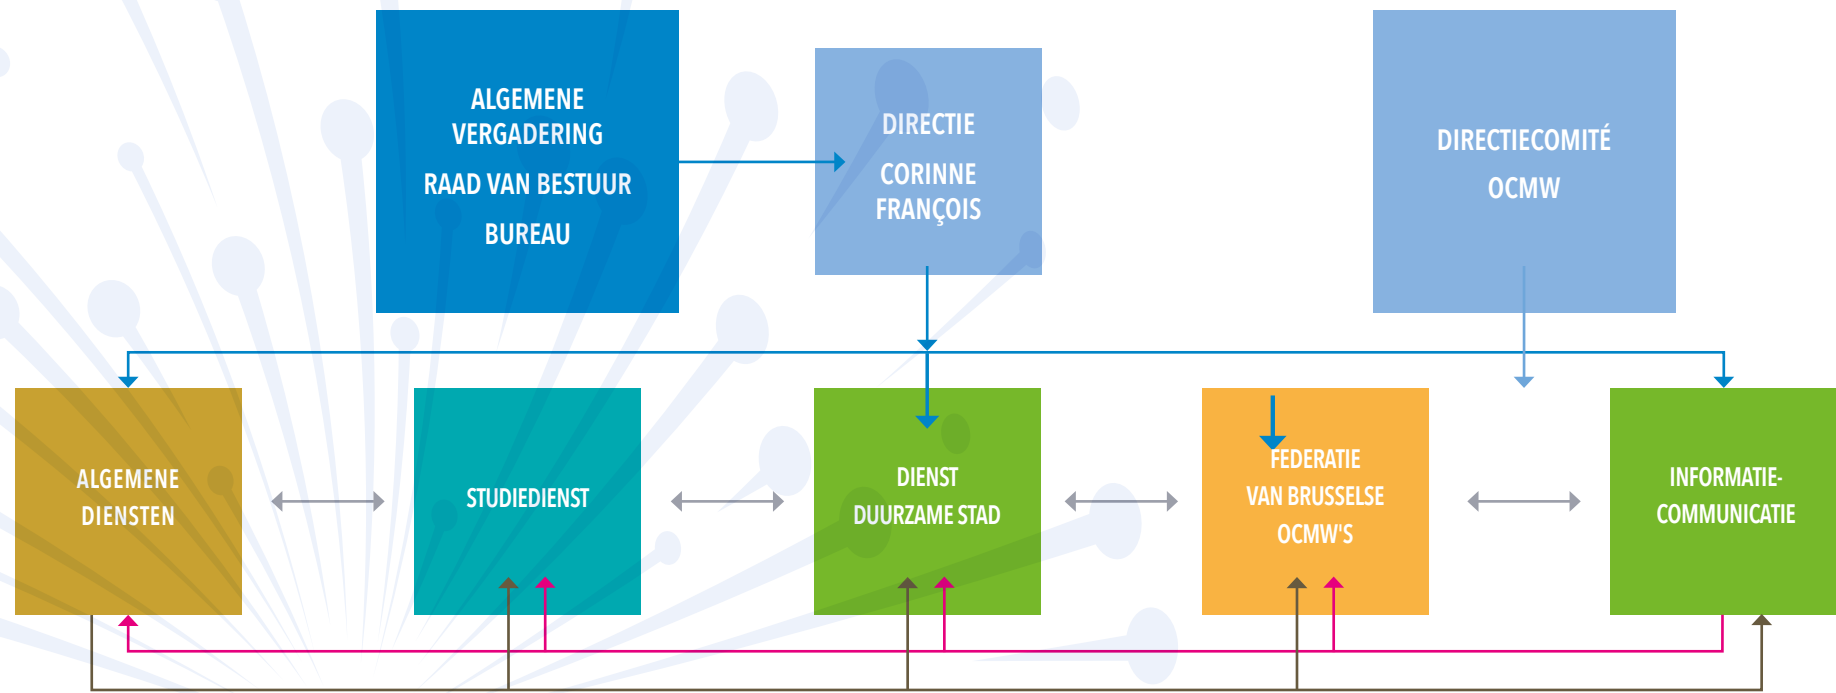 ALGEMENE
VERGADERING
RAAD VAN BESTUUR
BUREAU
DIRECTIE
CORINNE
FRANÇOIS
DIRECTIECOMITÉ
OCMW
ALGEMENE
DIENSTEN
STUDIEDIENST
DIENST
DUURZAME STAD
FEDERATIE
VAN BRUSSELSE
OCMW'S
INFORMATIE-
COMMUNICATIE